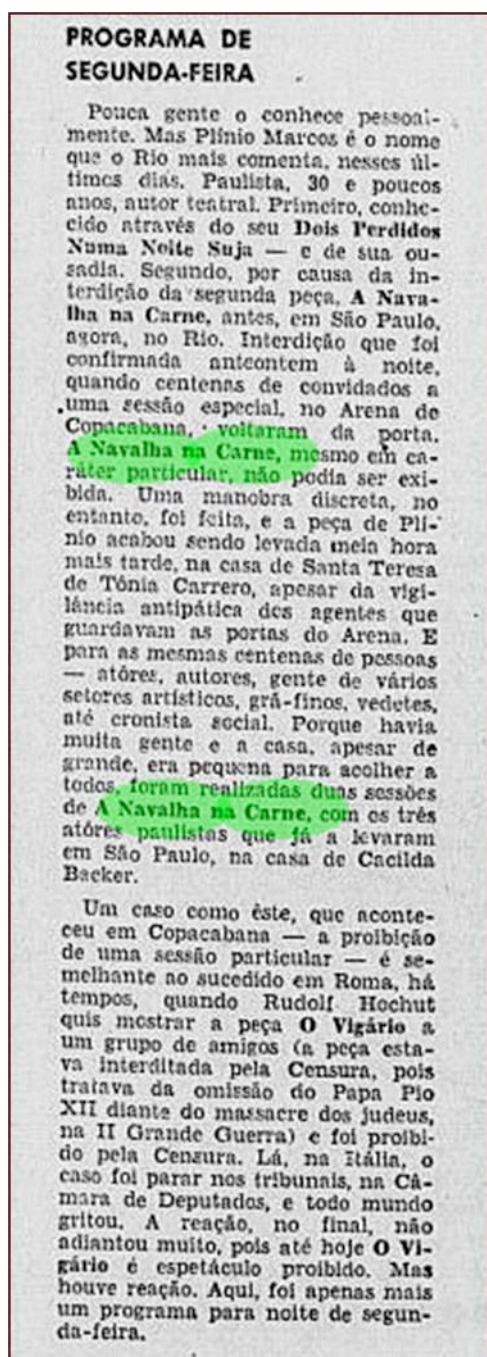 PROGRAMA DE
SEGUNDA-FEIRA
Pouca gente o conhece pessoal-
mente. Mas Plínio Marcos é o nome
que o Rio mais comenta, nesses úl-
timos dias. Paulista, 30 e poucos
anos, autor teatral. Primeiro, conhe-
cido através do seu Dois Perdidos
Numa Noite Suja — e de sua ou-
sadia. Segundo, por causa da in-
terdição da segunda peça, A Nava-
lha na Carne, antes, em São Paulo,
agora, no Rio. Interdição que foi
confirmada anteontem à noite,
quando centenas de convidados a
uma sessão especial, no Arena de
Copacabana, voltaram da porta.
A Navalha na Carne, mesmo em ca-
ráter particular, não podia ser exi-
bida. Uma manobra discreta, no
entanto, foi feita, e a peça de Plí-
nio acabou sendo levada meia hora
mais tarde, na casa de Santa Teresa
de Tônia Carrero, apesar da vigi-
lância antipática dos agentes que
guardavam as portas do Arena. E
para as mesmas centenas de pessoas
— atôres, autores, gente de vários
setores artísticos, grã-finos, vedetes,
até cronista social. Porque havia
muita gente e a casa, apesar de
grande, era pequena para acolher a
todos, foram realizadas duas sessões
de A Navalha na Carne, com os três
atôres paulistas que já a levaram
em São Paulo, na casa de Cacilda
Backer.
Um caso como êste, que aconte-
ceu em Copacabana — a proibição
de uma sessão particular — é se-
melhante ao sucedido em Roma, há
tempos, quando Rudolf Hochut
quis mostrar a peça O Vigário a
um grupo de amigos (a peça esta-
va interditada pela Censura, pois
tratava da omissão do Papa Pio
XII diante do massacre dos judeus,
na II Grande Guerra) e foi proibi-
do pela Censura. Lá, na Itália, o
caso foi parar nos tribunais, na Câ-
mara de Deputados, e todo mundo
gritou. A reação, no final, não
adiantou muito, pois até hoje O Vi-
gário é espetáculo proibido. Mas
houve reação. Aqui, foi apenas mais
um programa para noite de segun-
da-feira.